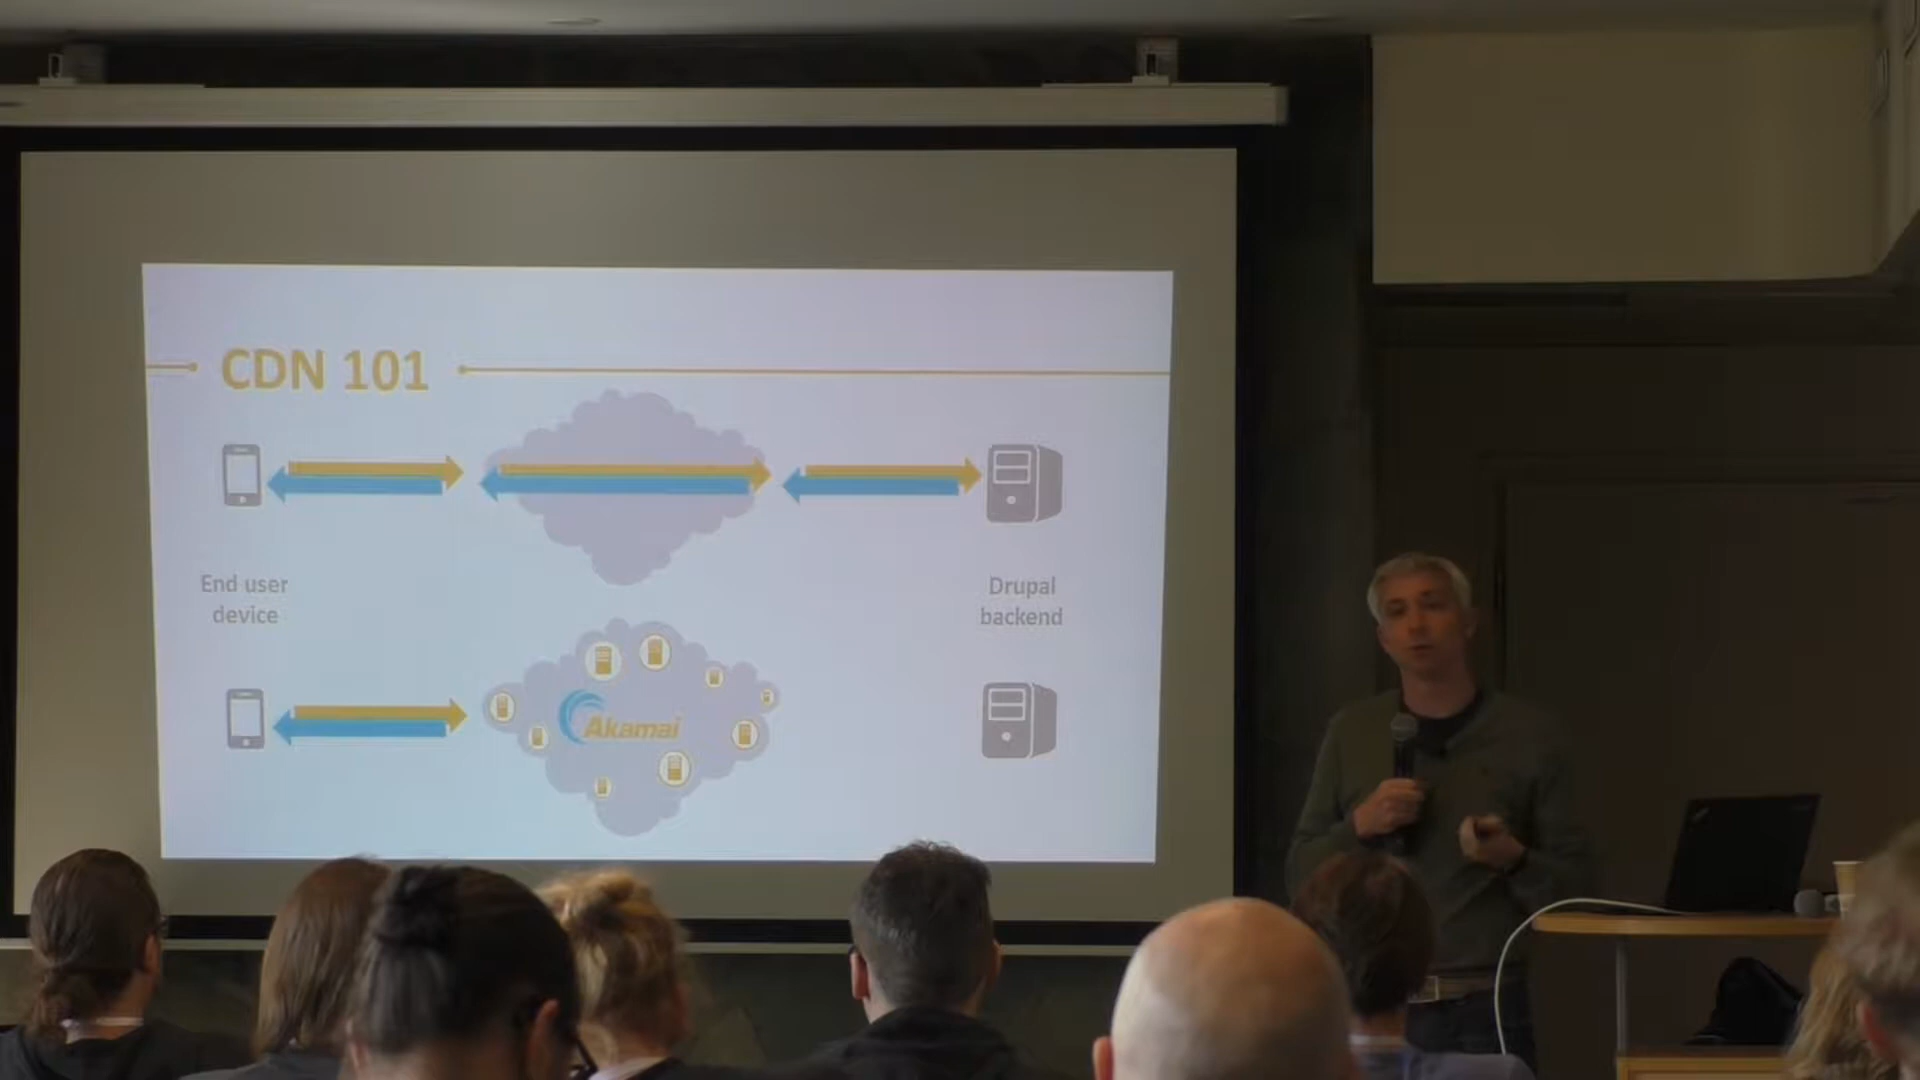 CDN 101
End user
device
Drupal
backend
Akamai